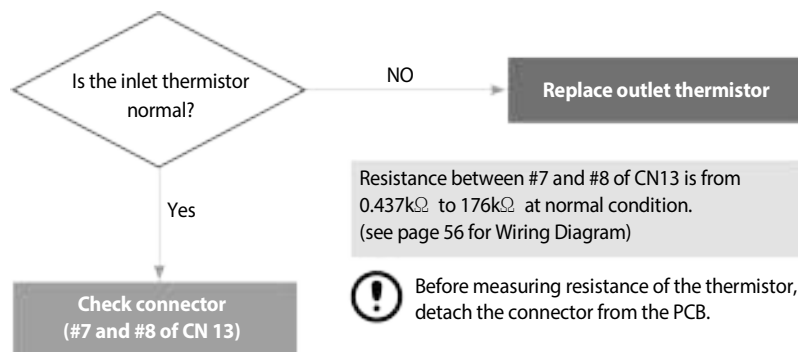 Is the inlet thermistor
normal?
NO
Replace outlet thermistor
Yes
Resistance between #7 and #8 of CN13 is from
0.437kΩ to 176kΩ at normal condition.
(see page 56 for Wiring Diagram)
Check connector
(#7 and #8 of CN 13)
Before measuring resistance of the thermistor,
detach the connector from the PCB.